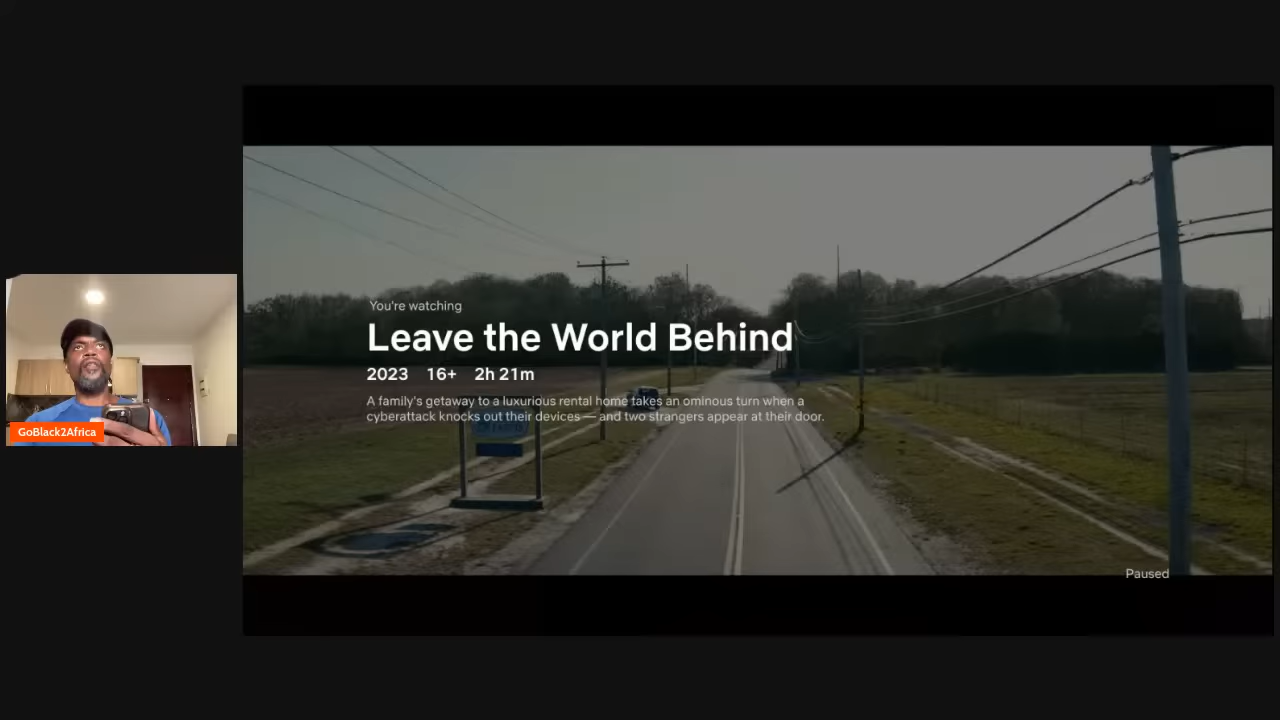 You're watching
Leave the World Behind
2023 16+ 2h 21m
A family's getaway to a luxurious rental home takes an ominous turn when a
cyberattack knocks out their devices — and two strangers appear at their door.
GoBlack2Africa
Paused